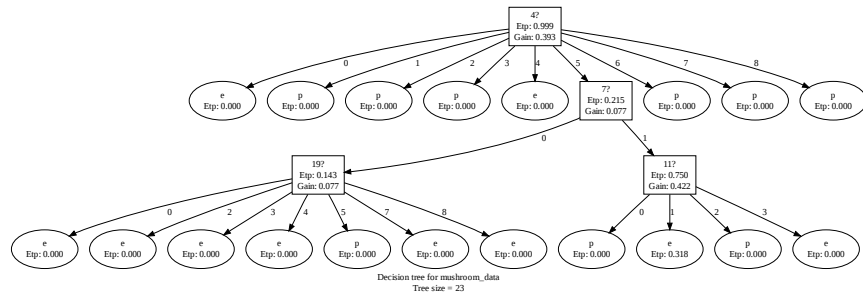 4?
Etp: 0.999
Gain: 0.393
0
1
2
3
4
5
6
7
8
e
Etp: 0.000
p
Etp: 0.000
p
Etp: 0.000
p
Etp: 0.000
e
Etp: 0.000
7?
Etp: 0.215
Gain: 0.077
p
Etp: 0.000
p
Etp: 0.000
p
Etp: 0.000
0
1
19?
Etp: 0.143
Gain: 0.077
11?
Etp: 0.750
Gain: 0.422
0
2
3
4
5
7
8
0
1
2
3
e
Etp: 0.000
e
Etp: 0.000
e
Etp: 0.000
e
Etp: 0.000
p
Etp: 0.000
e
Etp: 0.000
e
Etp: 0.000
p
Etp: 0.000
e
Etp: 0.318
p
Etp: 0.000
e
Etp: 0.000
Decision tree for mushroom_data
Tree size = 23